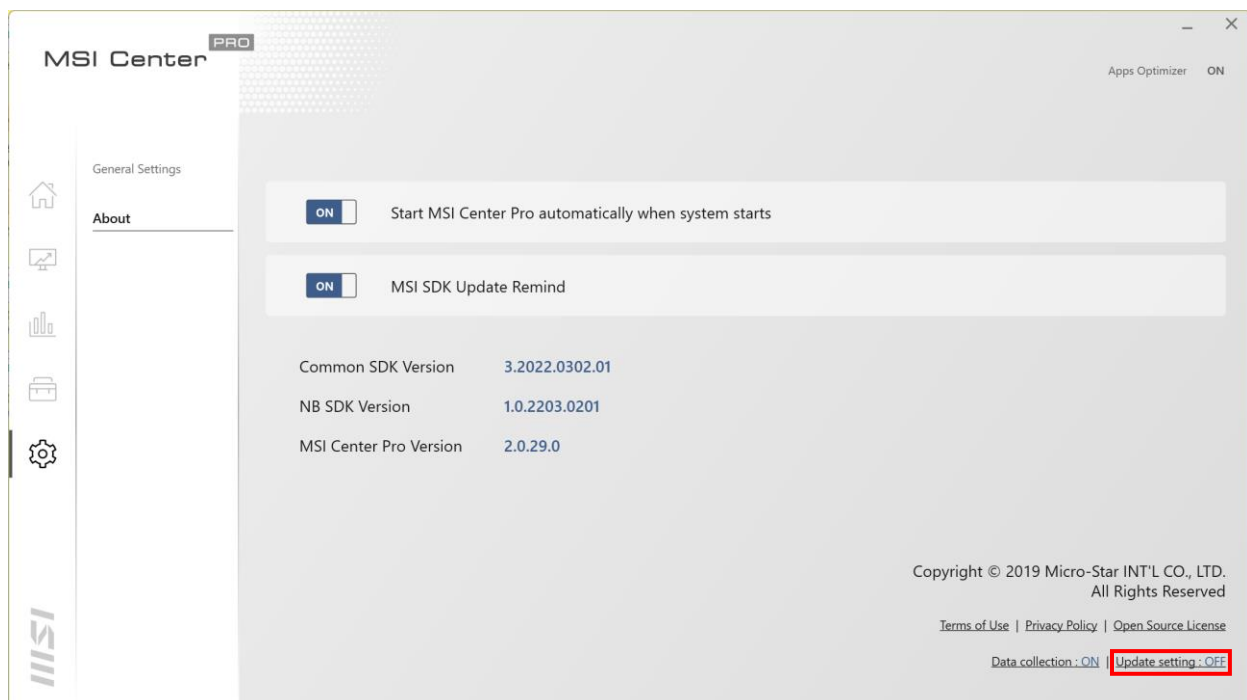 MSI Center PRO
Apps Optimizer ON
General Settings
About
ON Start MSI Center Pro automatically when system starts
ON MSI SDK Update Remind
Common SDK Version 3.2022.0302.01
NB SDK Version 1.0.2203.0201
MSI Center Pro Version 2.0.29.0
Copyright © 2019 Micro-Star INT'L CO., LTD.
All Rights Reserved
Terms of Use | Privacy Policy | Open Source License
Data collection : ON | Update setting : OFF
msi